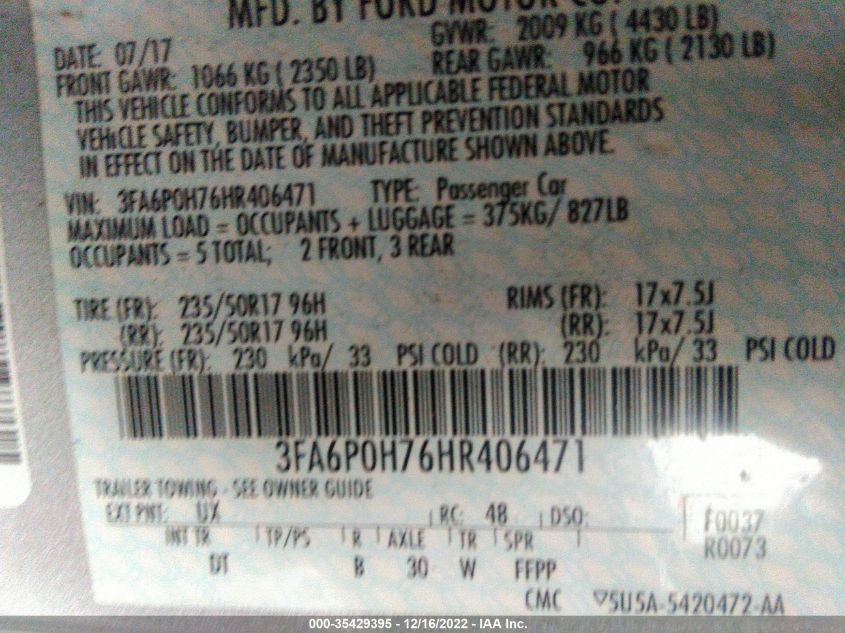 MFD. BY FORD MOTOR CO.
DATE: 07/17 GVWR: 2009 KG ( 4430 LB)
FRONT GAWR: 1066 KG ( 2350 LB) REAR GAWR: 966 KG ( 2130 LB)
THIS VEHICLE CONFORMS TO ALL APPLICABLE FEDERAL MOTOR
VEHICLE SAFETY, BUMPER, AND THEFT PREVENTION STANDARDS
IN EFFECT ON THE DATE OF MANUFACTURE SHOWN ABOVE.
VIN: 3FA6P0H76HR406471 TYPE: Passenger Car
MAXIMUM LOAD = OCCUPANTS + LUGGAGE = 375KG/ 827LB
OCCUPANTS = 5 TOTAL; 2 FRONT, 3 REAR
TIRE (FR): 235/50R17 96H RIMS (FR): 17x7.5J
(RR): 235/50R17 96H (RR): 17x7.5J
PRESSURE (FR): 230 kPa/ 33 PSI COLD (RR): 230 kPa/ 33 PSI COLD
3FA6P0H76HR406471
TRAILER TOWING - SEE OWNER GUIDE
EXT PNT: UX RC: 48 DSO: F0037
INT TR TP/PS R AXLE TR SPR R0073
DT B 30 W FFPP
CMC 5U5A-5420472-AA
000-35429395 - 12/16/2022 - IAA Inc.